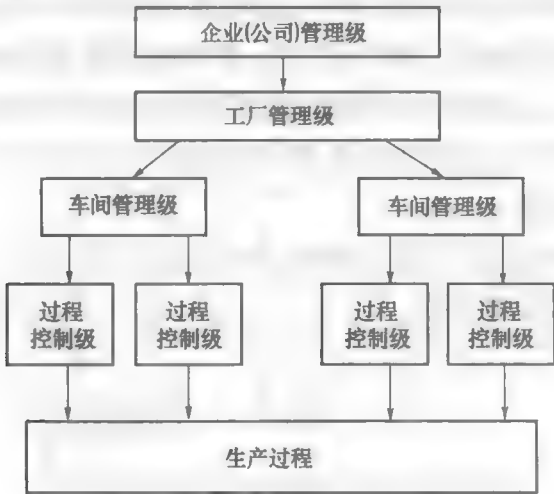 企业(公司)管理级
工厂管理级
车间管理级
车间管理级
过程
控制级
过程
控制级
过程
控制级
过程
控制级
生产过程